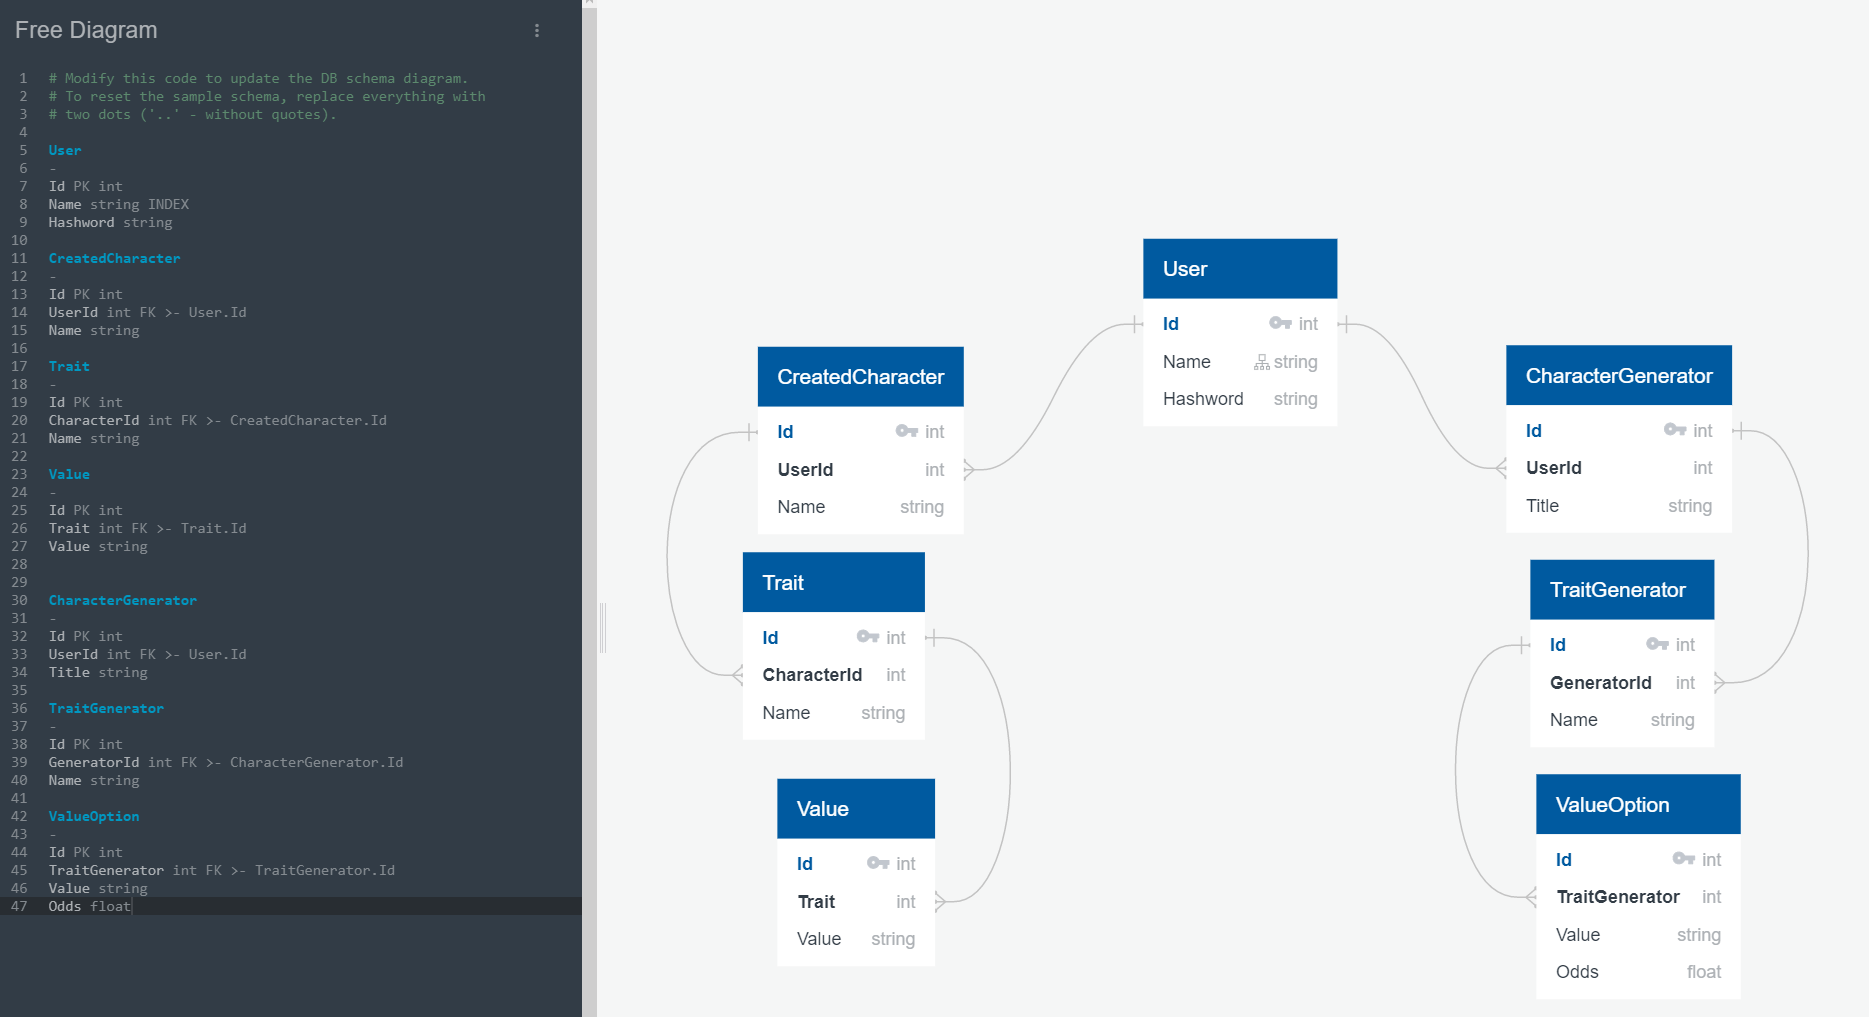 Free Diagram
1 # Modify this code to update the DB schema diagram.
2 # To reset the sample schema, replace everything with
3 # two dots ('..' - without quotes).
4
5 User
6 -
7 Id PK int
8 Name string INDEX
9 Hashword string
10
11 CreatedCharacter
12 -
13 Id PK int
14 UserId int FK >- User.Id
15 Name string
16
17 Trait
18 -
19 Id PK int
20 CharacterId int FK >- CreatedCharacter.Id
21 Name string
22
23 Value
24 -
25 Id PK int
26 Trait int FK >- Trait.Id
27 Value string
28
29
30 CharacterGenerator
31 -
32 Id PK int
33 UserId int FK >- User.Id
34 Title string
35
36 TraitGenerator
37 -
38 Id PK int
39 GeneratorId int FK >- CharacterGenerator.Id
40 Name string
41
42 ValueOption
43 -
44 Id PK int
45 TraitGenerator int FK >- TraitGenerator.Id
46 Value string
47 Odds float
User
Id int
Name string
Hashword string
CreatedCharacter
Id int
UserId int
Name string
Trait
Id int
CharacterId int
Name string
Value
Id int
Trait int
Value string
CharacterGenerator
Id int
UserId int
Title string
TraitGenerator
Id int
GeneratorId int
Name string
ValueOption
Id int
TraitGenerator int
Value string
Odds float